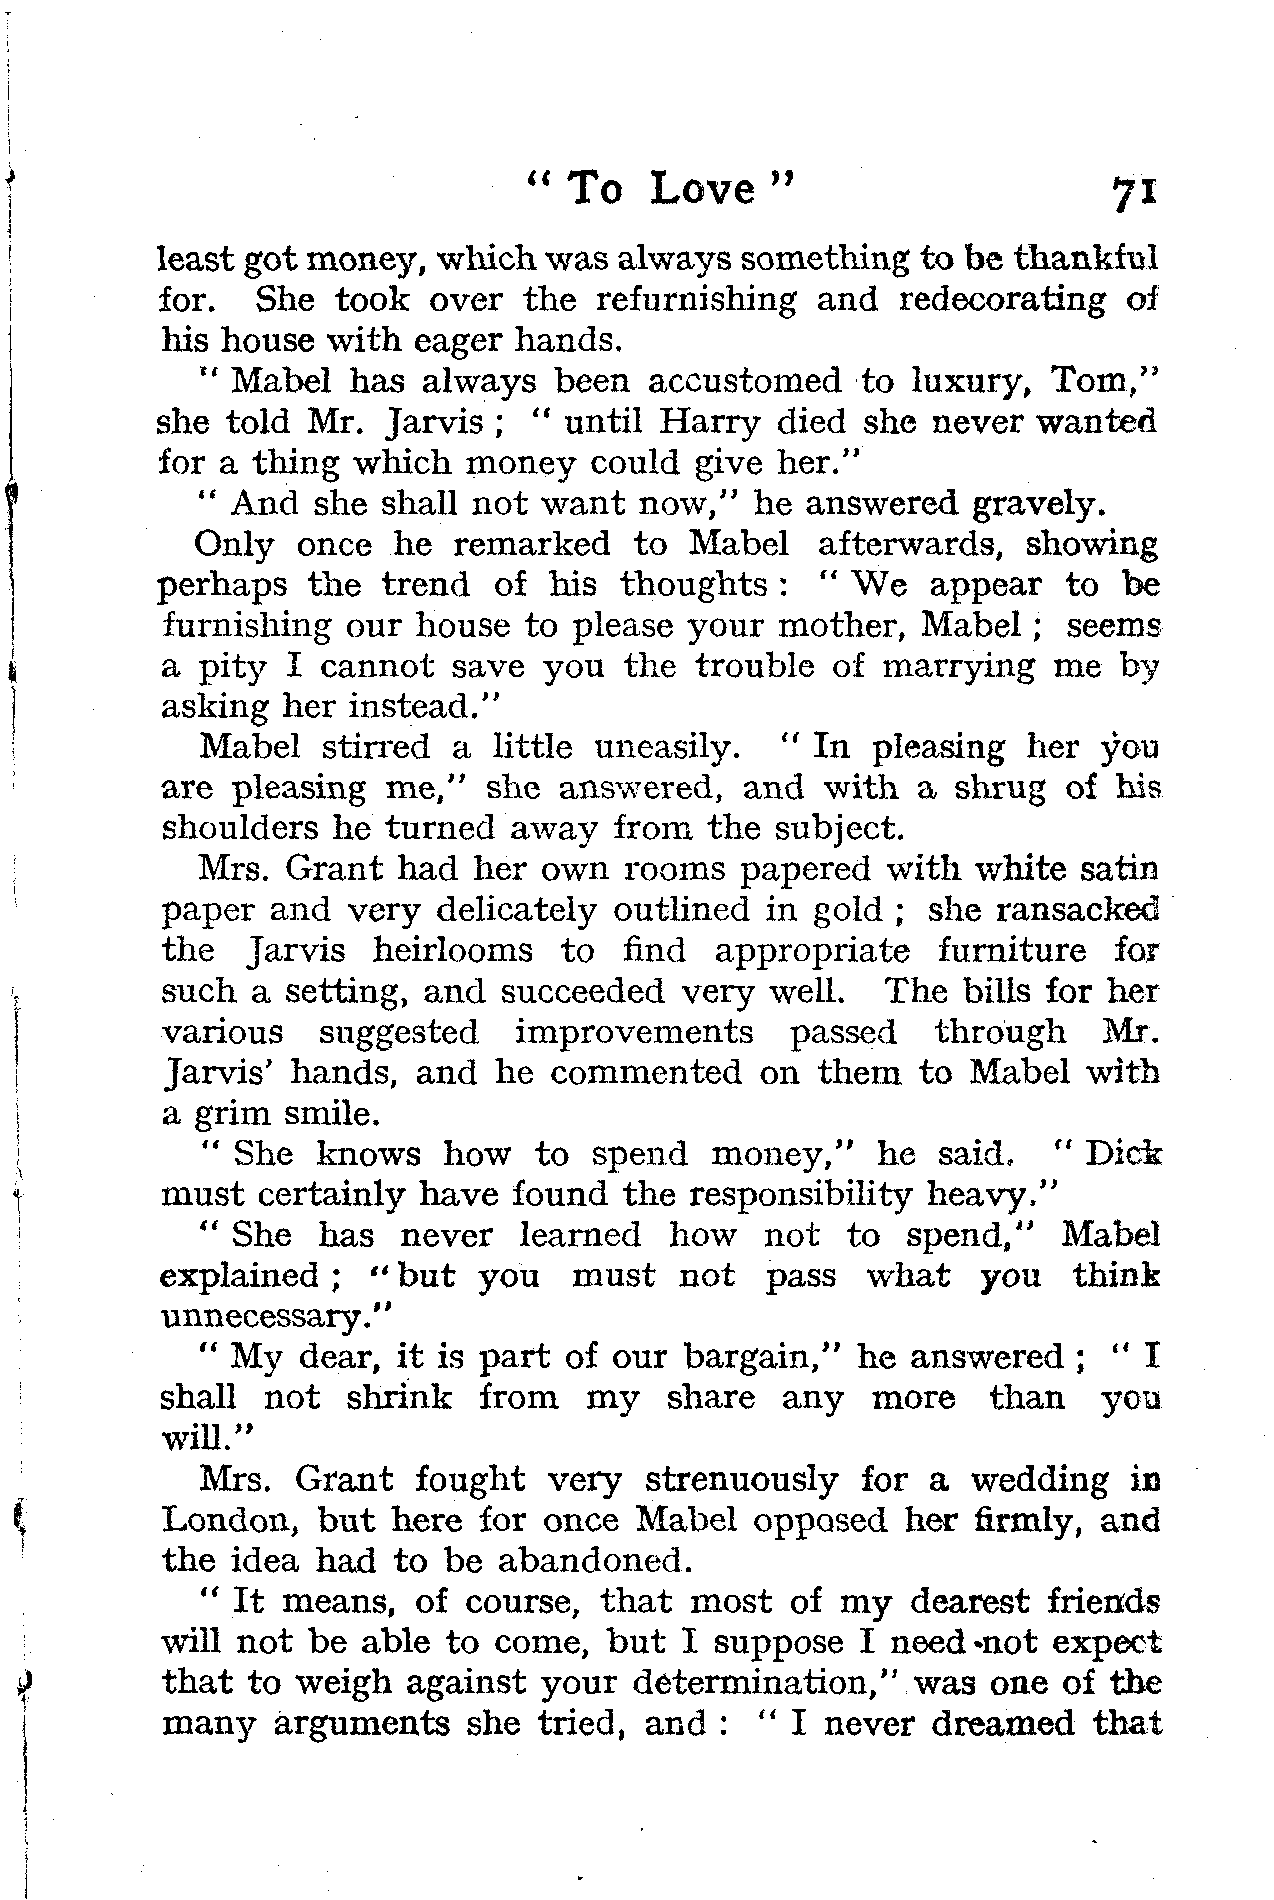 " To Love " 71
least got money, which was always something to be thankful
for. She took over the refurnishing and redecorating of
his house with eager hands.
" Mabel has always been accustomed to luxury, Tom,"
she told Mr. Jarvis ; " until Harry died she never wanted
for a thing which money could give her."
" And she shall not want now," he answered gravely.
Only once he remarked to Mabel afterwards, showing
perhaps the trend of his thoughts : " We appear to be
furnishing our house to please your mother, Mabel ; seems
a pity I cannot save you the trouble of marrying me by
asking her instead."
Mabel stirred a little uneasily. " In pleasing her you
are pleasing me," she answered, and with a shrug of his
shoulders he turned away from the subject.
Mrs. Grant had her own rooms papered with white satin
paper and very delicately outlined in gold ; she ransacked
the Jarvis heirlooms to find appropriate furniture for
such a setting, and succeeded very well. The bills for her
various suggested improvements passed through Mr.
Jarvis' hands, and he commented on them to Mabel with
a grim smile.
" She knows how to spend money," he said. " Dick
must certainly have found the responsibility heavy."
" She has never learned how not to spend," Mabel
explained ; " but you must not pass what you think
unnecessary."
" My dear, it is part of our bargain," he answered ; " I
shall not shrink from my share any more than you
will."
Mrs. Grant fought very strenuously for a wedding in
London, but here for once Mabel opposed her firmly, and
the idea had to be abandoned.
" It means, of course, that most of my dearest friends
will not be able to come, but I suppose I need not expect
that to weigh against your determination," was one of the
many arguments she tried, and : " I never dreamed that